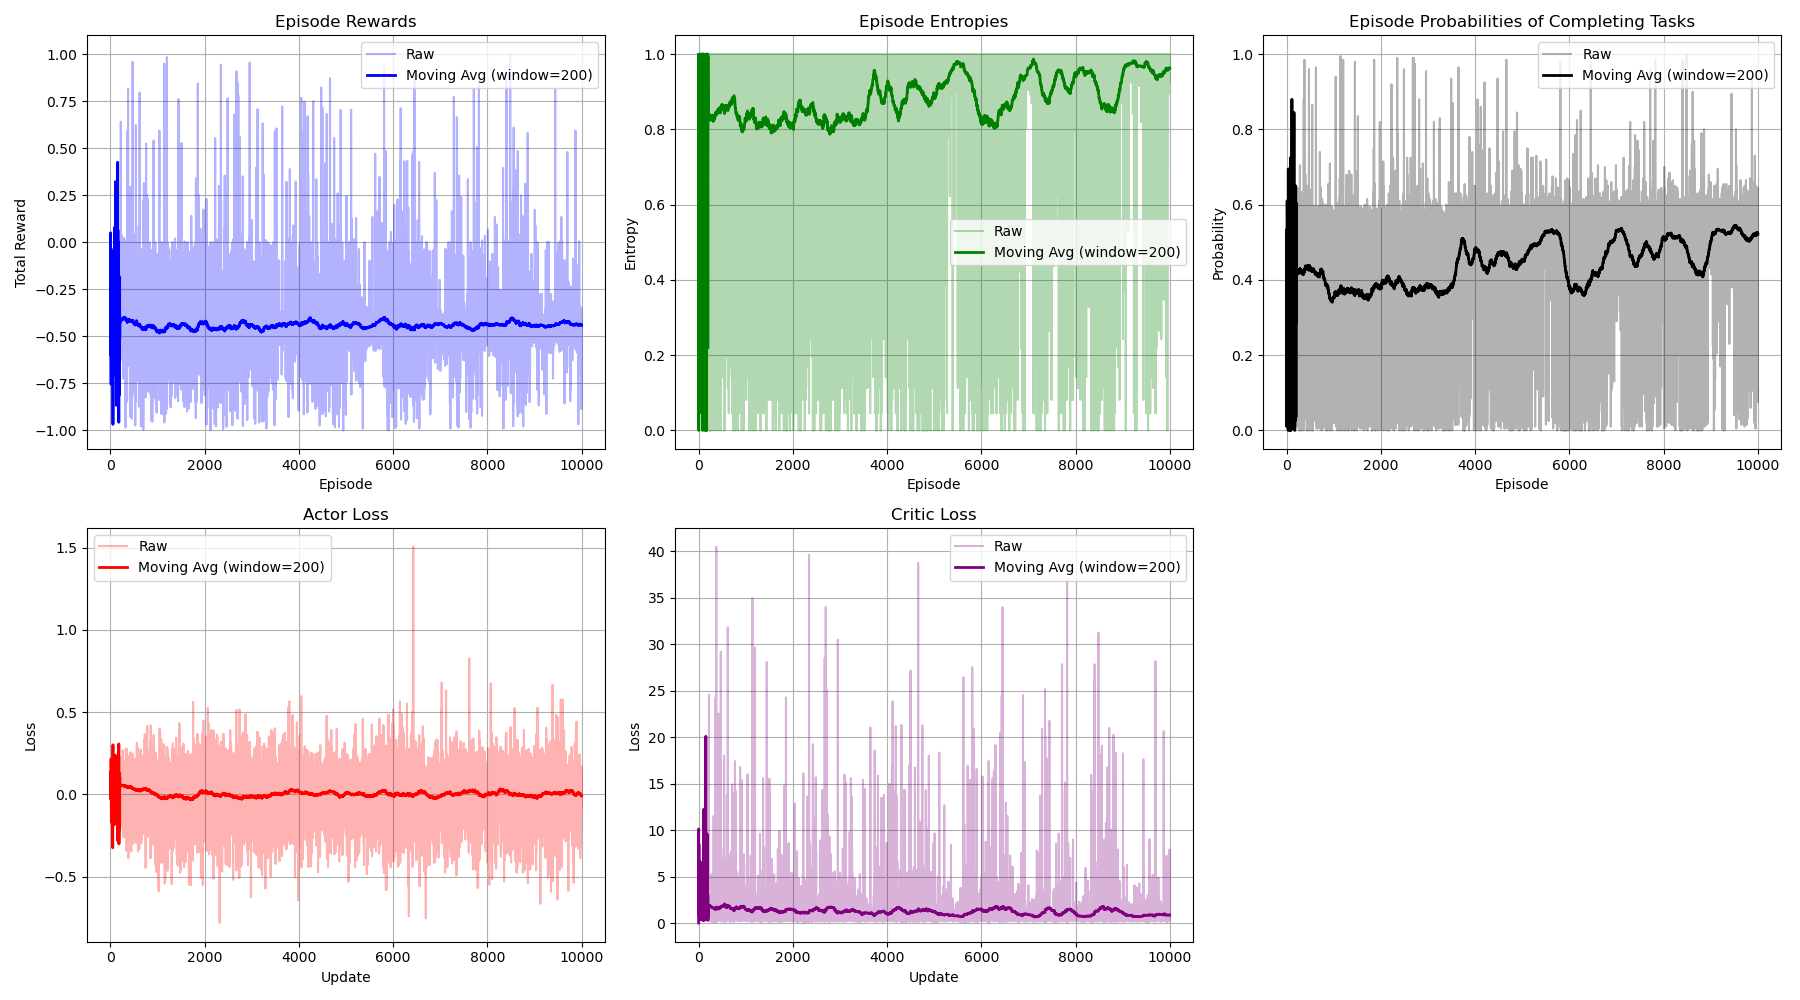 Episode Rewards
Total Reward
1.00
0.75
0.50
0.25
0.00
−0.25
−0.50
−0.75
−1.00
Raw
Moving Avg (window=200)
0 2000 4000 6000 8000 10000
Episode
Episode Entropies
Entropy
1.0
0.8
0.6
0.4
0.2
0.0
Raw
Moving Avg (window=200)
0 2000 4000 6000 8000 10000
Episode
Episode Probabilities of Completing Tasks
Probability
1.0
0.8
0.6
0.4
0.2
0.0
Raw
Moving Avg (window=200)
0 2000 4000 6000 8000 10000
Episode
Actor Loss
Loss
1.5
1.0
0.5
0.0
−0.5
Raw
Moving Avg (window=200)
0 2000 4000 6000 8000 10000
Update
Critic Loss
Loss
40
35
30
25
20
15
10
5
0
Raw
Moving Avg (window=200)
0 2000 4000 6000 8000 10000
Update